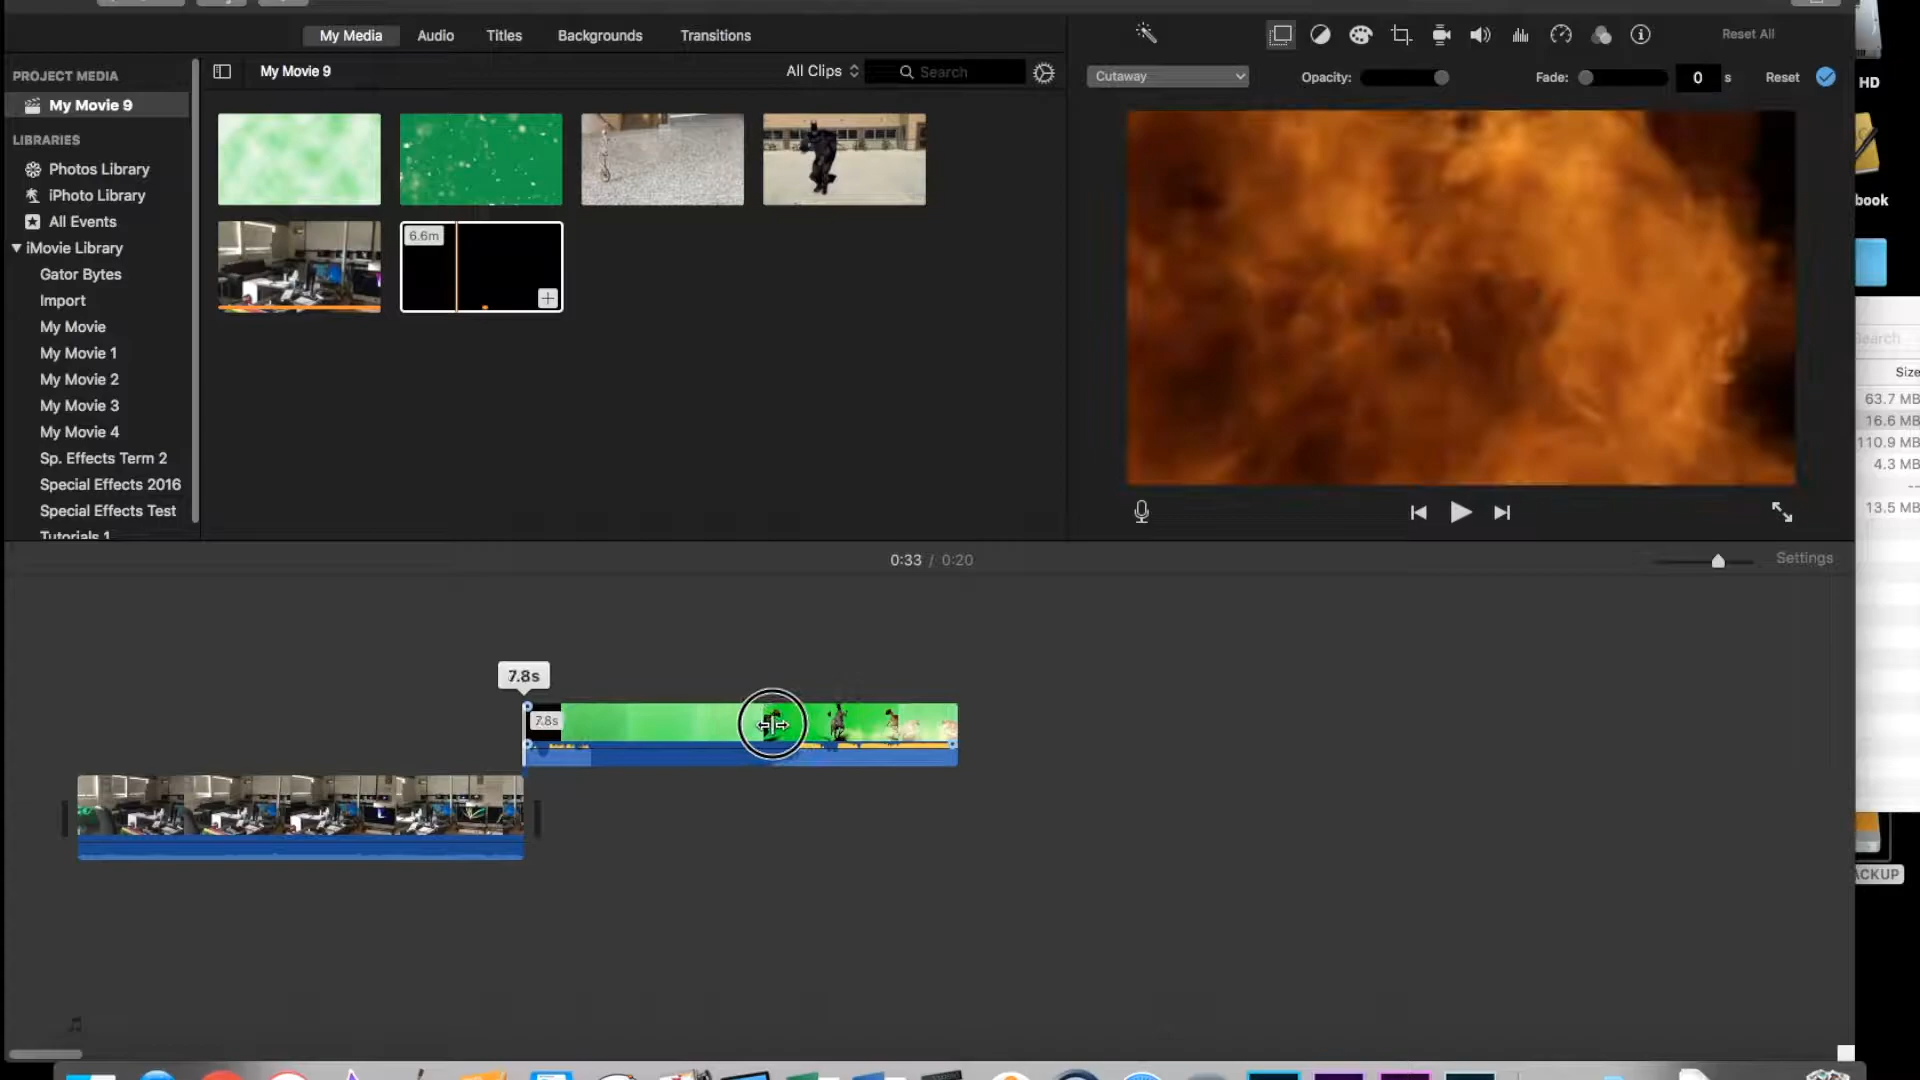 My Media
Audio
Titles
Backgrounds
Transitions
Reset All
PROJECT MEDIA
My Movie 9
My Movie 9
All Clips
Search
Cutaway
Opacity:
Fade:
0
s
Reset
HD
LIBRARIES
Photos Library
iPhoto Library
All Events
iMovie Library
Gator Bytes
Import
My Movie
My Movie 1
My Movie 2
My Movie 3
My Movie 4
Sp. Effects Term 2
Special Effects 2016
Special Effects Test
Tutorials 1
6.6m
book
Search
Size
63.7 MB
16.6 MB
110.9 MB
4.3 MB
--
13.5 MB
0:33 / 0:20
Settings
7.8s
7.8s
ACKUP